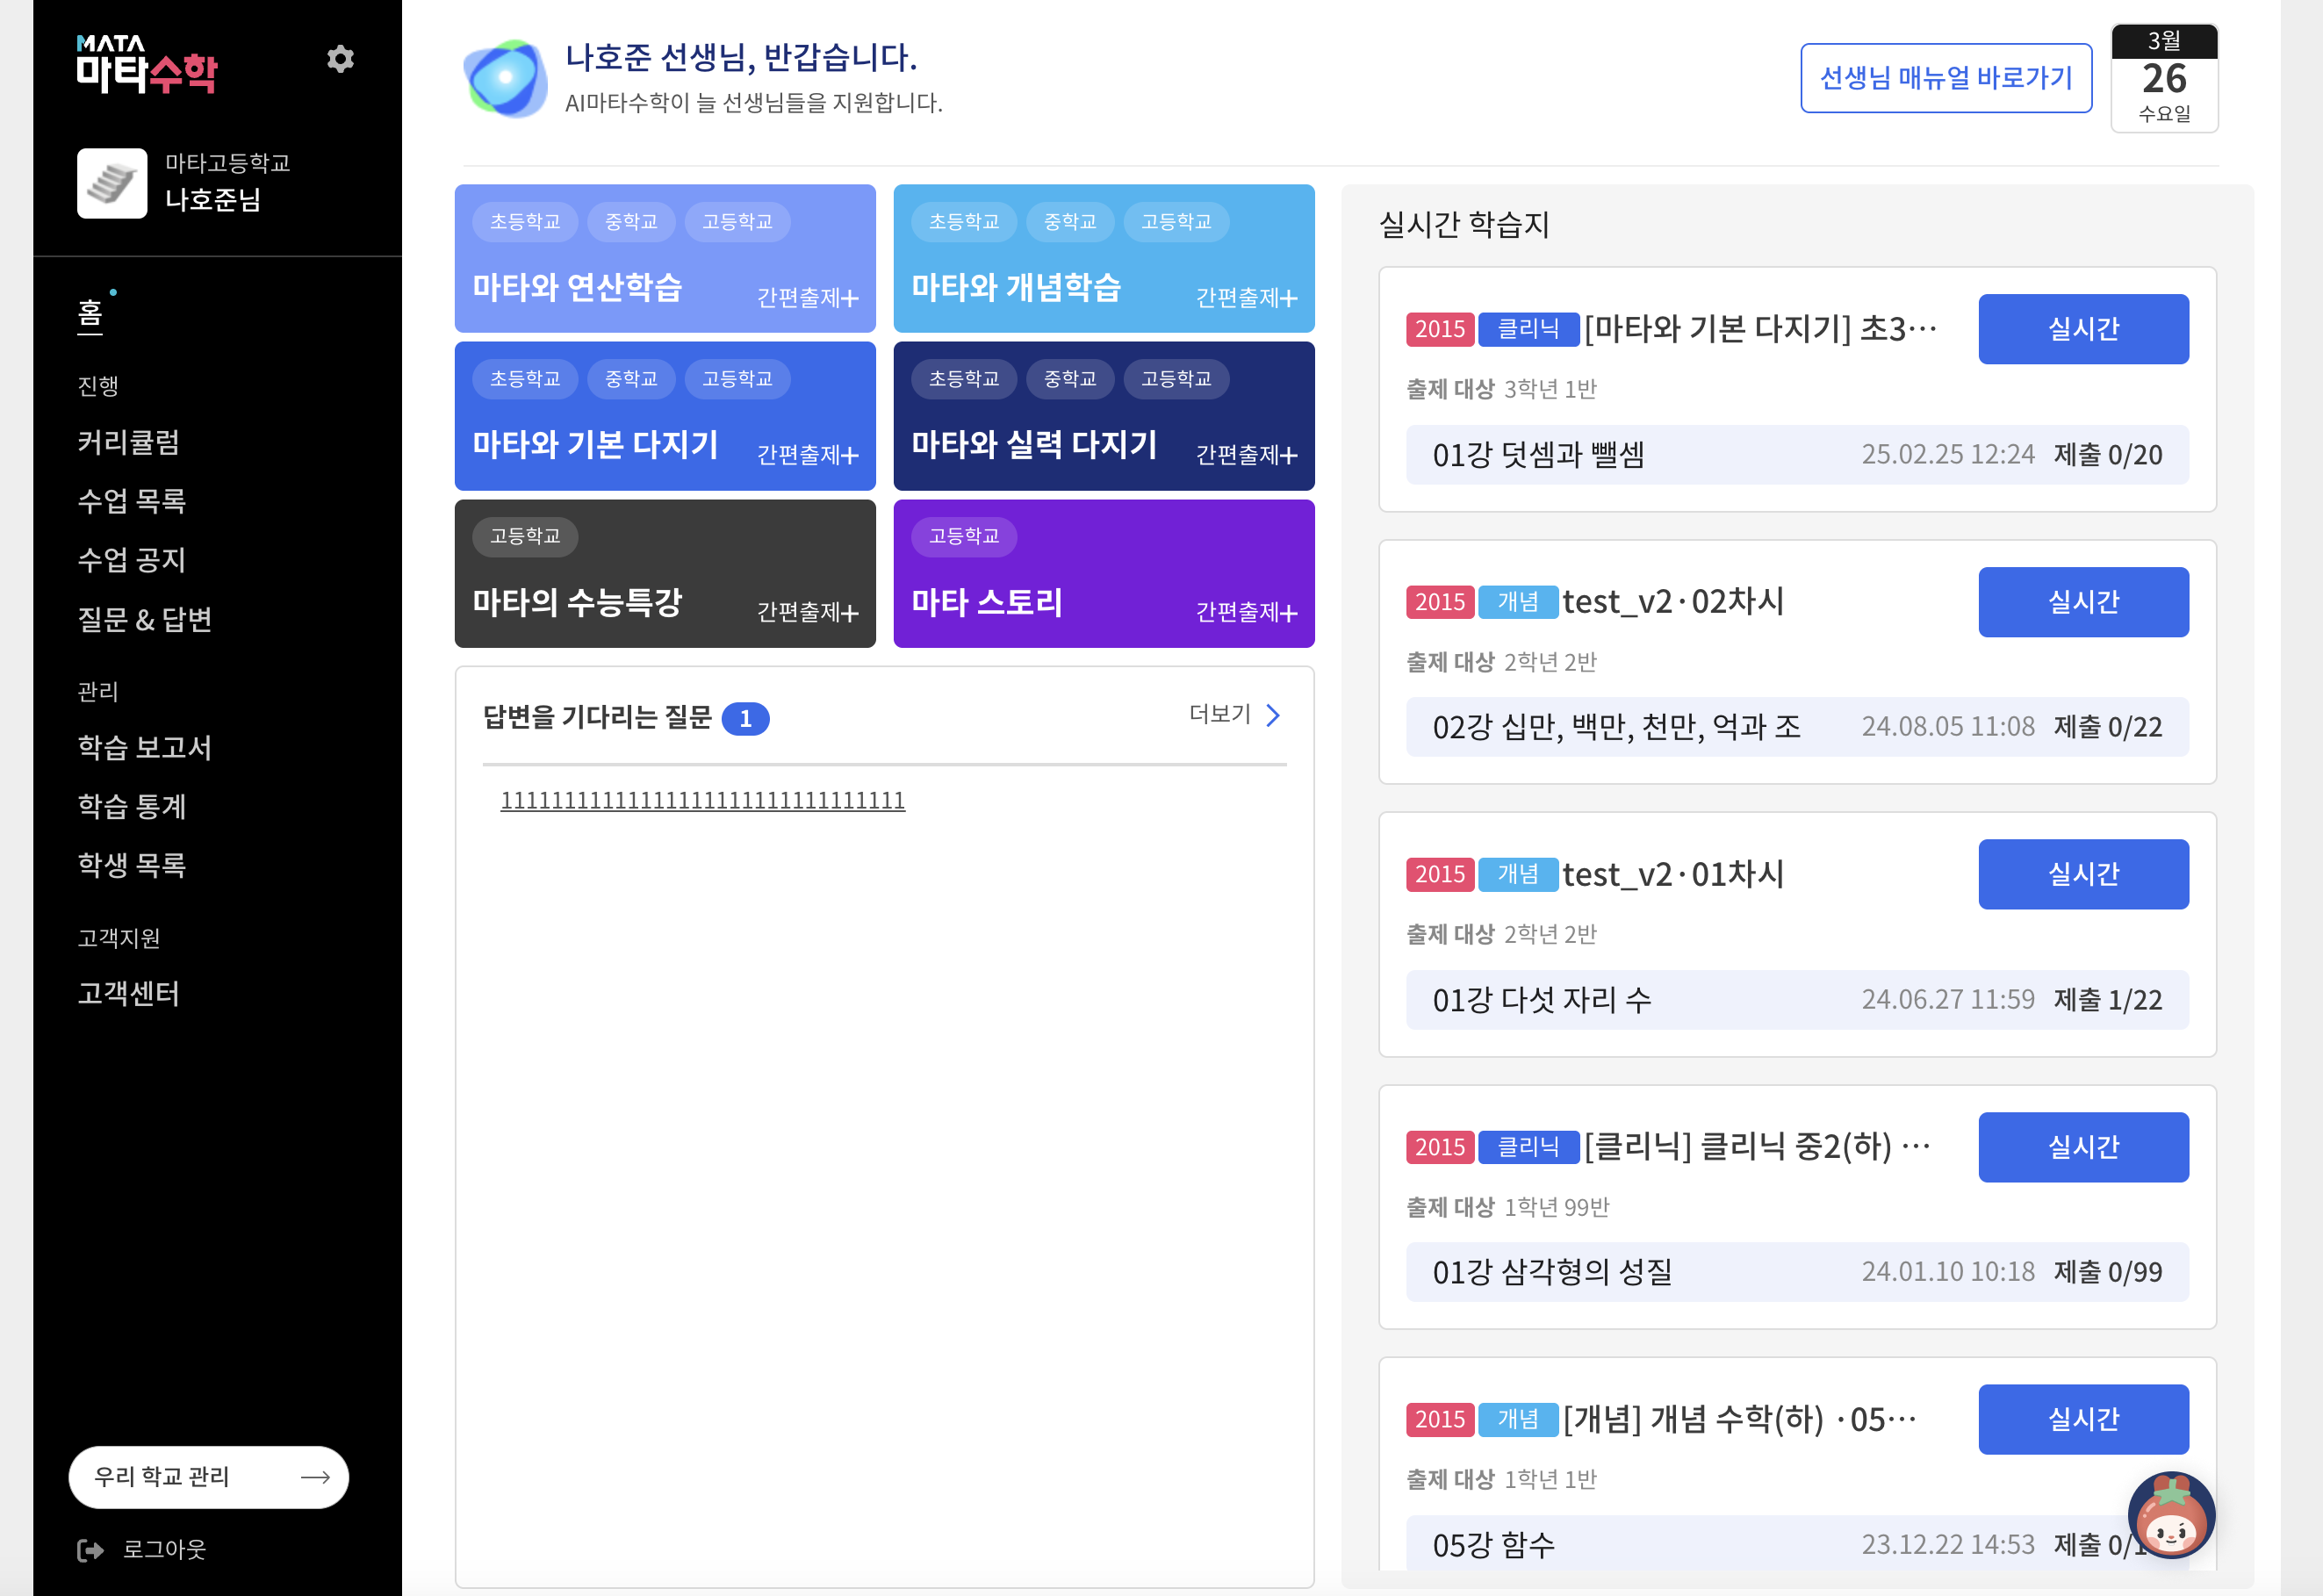 MATA
마타수학
마타고등학교
나호준님
홈
진행
커리큘럼
수업 목록
수업 공지
질문 & 답변
관리
학습 보고서
학습 통계
학생 목록
고객지원
고객센터
우리 학교 관리
로그아웃
나호준 선생님, 반갑습니다.
AI마타수학이 늘 선생님들을 지원합니다.
선생님 매뉴얼 바로가기
3월
26
수요일
초등학교 중학교 고등학교
마타와 연산학습 간편출제+
초등학교 중학교 고등학교
마타와 개념학습 간편출제+
초등학교 중학교 고등학교
마타와 기본 다지기 간편출제+
초등학교 중학교 고등학교
마타와 실력 다지기 간편출제+
고등학교
마타의 수능특강 간편출제+
고등학교
마타 스토리 간편출제+
답변을 기다리는 질문 1 더보기
11111111111111111111111111111111
실시간 학습지
2015 클리닉 [마타와 기본 다지기] 초3··· 실시간
출제 대상 3학년 1반
01강 덧셈과 뺄셈 25.02.25 12:24 제출 0/20
2015 개념 test_v2·02차시 실시간
출제 대상 2학년 2반
02강 십만, 백만, 천만, 억과 조 24.08.05 11:08 제출 0/22
2015 개념 test_v2·01차시 실시간
출제 대상 2학년 2반
01강 다섯 자리 수 24.06.27 11:59 제출 1/22
2015 클리닉 [클리닉] 클리닉 중2(하) ··· 실시간
출제 대상 1학년 99반
01강 삼각형의 성질 24.01.10 10:18 제출 0/99
2015 개념 [개념] 개념 수학(하) ·05··· 실시간
출제 대상 1학년 1반
05강 함수 23.12.22 14:53 제출